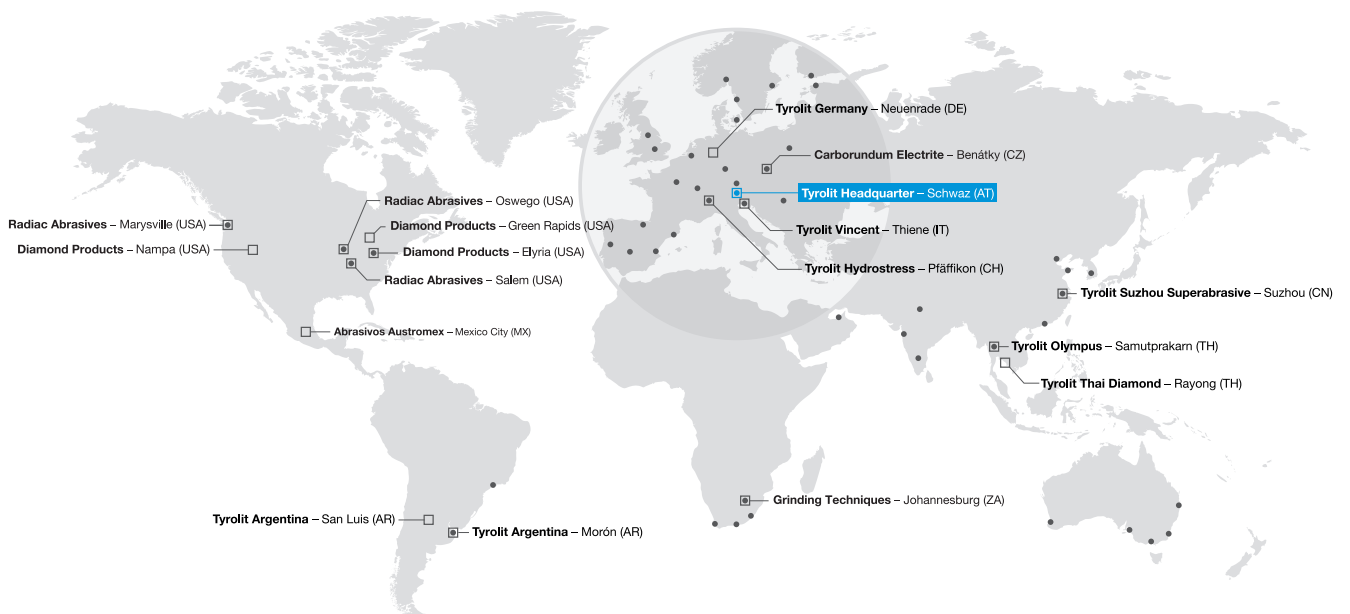 Tyrolit Germany – Neuenrade (DE)
Carborundum Electrite – Benátky (CZ)
Tyrolit Headquarter – Schwaz (AT)
Radiac Abrasives – Oswego (USA)
Radiac Abrasives – Marysville (USA)
Diamond Products – Green Rapids (USA)
Tyrolit Vincent – Thiene (IT)
Diamond Products – Nampa (USA)
Diamond Products – Elyria (USA)
Tyrolit Hydrostress – Pfäffikon (CH)
Radiac Abrasives – Salem (USA)
Tyrolit Suzhou Superabrasive – Suzhou (CN)
Abrasivos Austromex – Mexico City (MX)
Tyrolit Olympus – Samutprakarn (TH)
Tyrolit Thai Diamond – Rayong (TH)
Grinding Techniques – Johannesburg (ZA)
Tyrolit Argentina – San Luis (AR)
Tyrolit Argentina – Morón (AR)